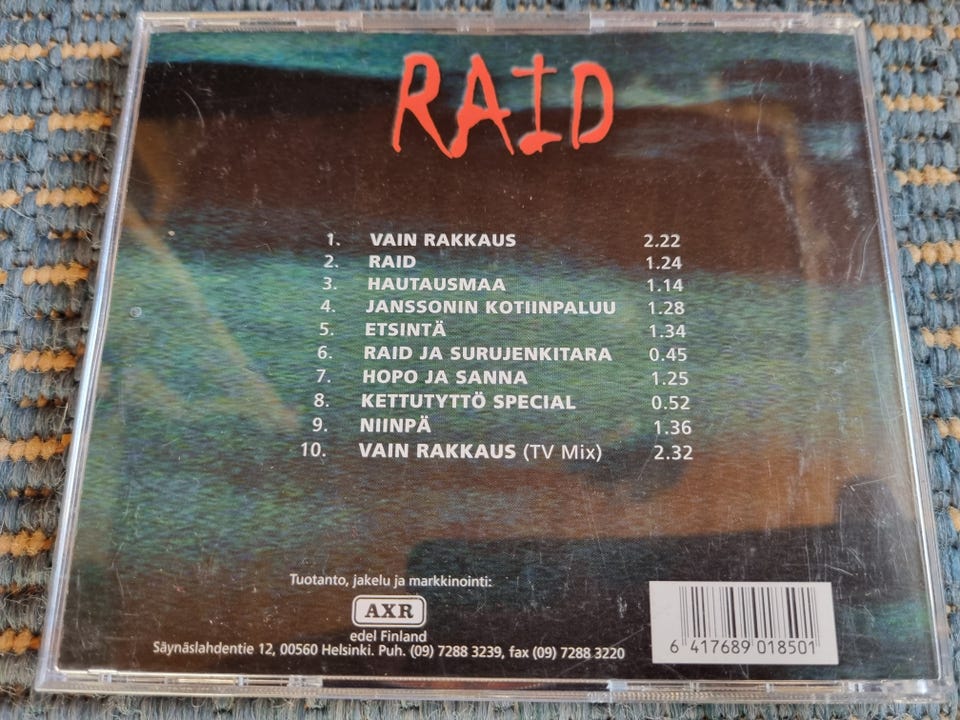 RAID
1. VAIN RAKKAUS 2.22
2. RAID 1.24
3. HAUTAUSMAA 1.14
4. JANSSONIN KOTIINPALUU 1.28
5. ETSINTÄ 1.34
6. RAID JA SURUJENKITARA 0.45
7. HOPO JA SANNA 1.25
8. KETTUTYTTÖ SPECIAL 0.52
9. NIINPÄ 1.36
10. VAIN RAKKAUS (TV Mix) 2.32
Tuotanto, jakelu ja markkinointi:
AXR
edel Finland
Säynäslahdentie 12, 00560 Helsinki. Puh. (09) 7288 3239, fax (09) 7288 3220
6 417689 018501